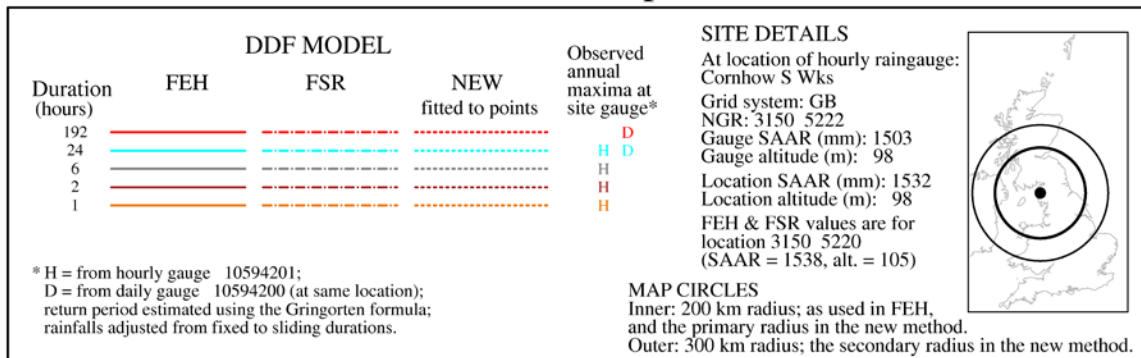 DDF MODEL
Duration
(hours)
FEH
FSR
NEW
fitted to points
Observed
annual
maxima at
site gauge*
192 D
24 H D
6 H
2 H
1 H
* H = from hourly gauge 10594201;
D = from daily gauge 10594200 (at same location);
return period estimated using the Gringorten formula;
rainfalls adjusted from fixed to sliding durations.
SITE DETAILS
At location of hourly raingauge:
Cornhow S Wks
Grid system: GB
NGR: 3150 5222
Gauge SAAR (mm): 1503
Gauge altitude (m): 98
Location SAAR (mm): 1532
Location altitude (m): 98
FEH & FSR values are for
location 3150 5220
(SAAR = 1538, alt. = 105)
MAP CIRCLES
Inner: 200 km radius; as used in FEH,
and the primary radius in the new method.
Outer: 300 km radius; the secondary radius in the new method.